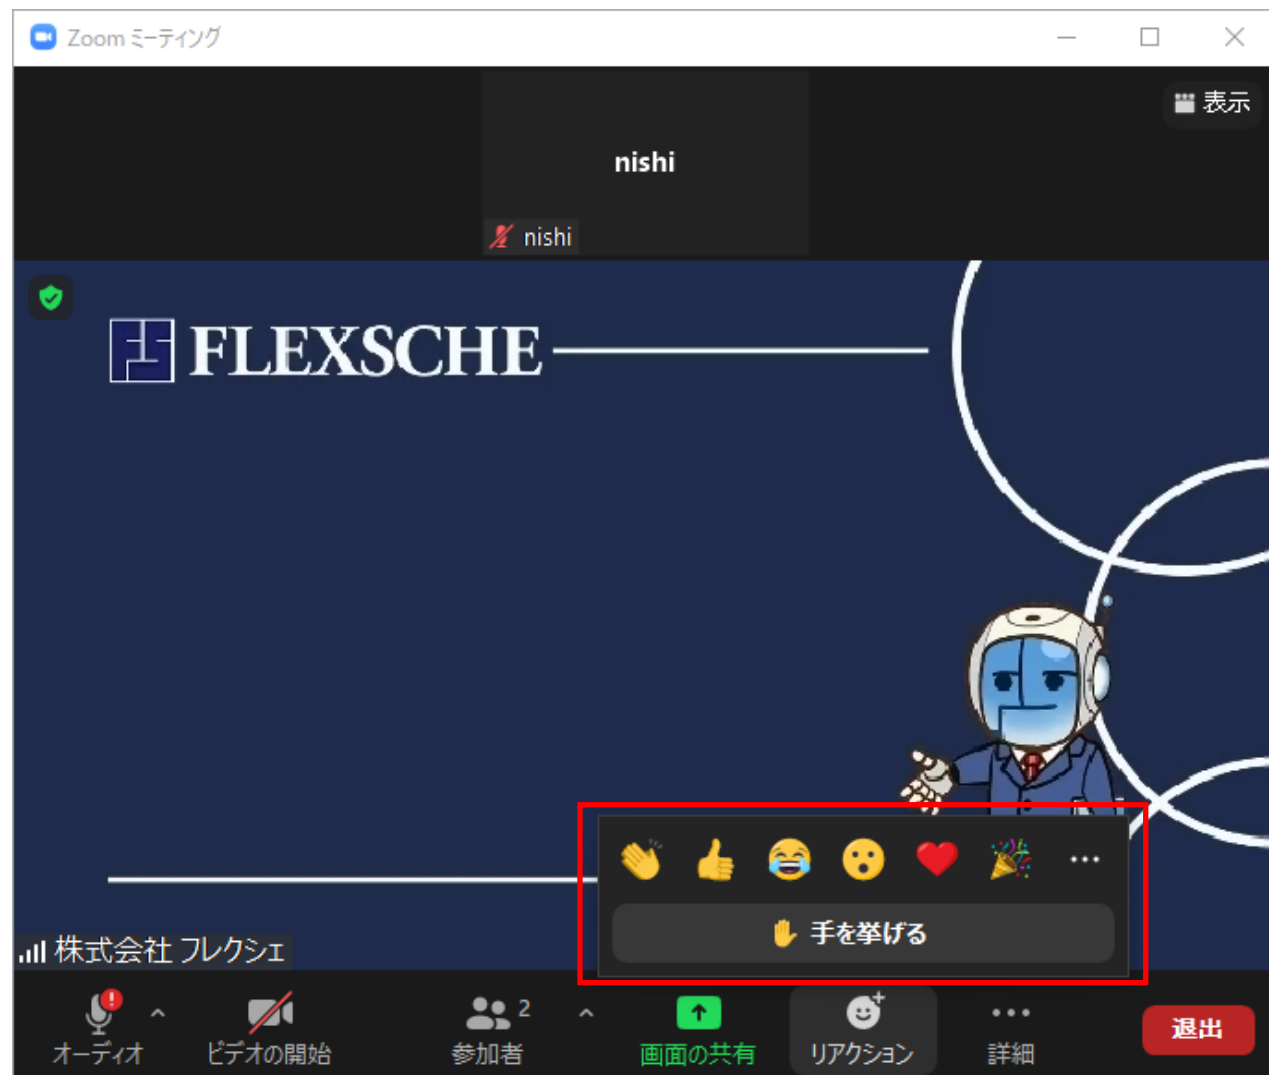 Zoom ミーティング
表示
nishi
nishi
FLEXSCHE
手を挙げる
株式会社 フレクシェ
2
オーディオ
ビデオの開始
参加者
画面の共有
リアクション
詳細
退出